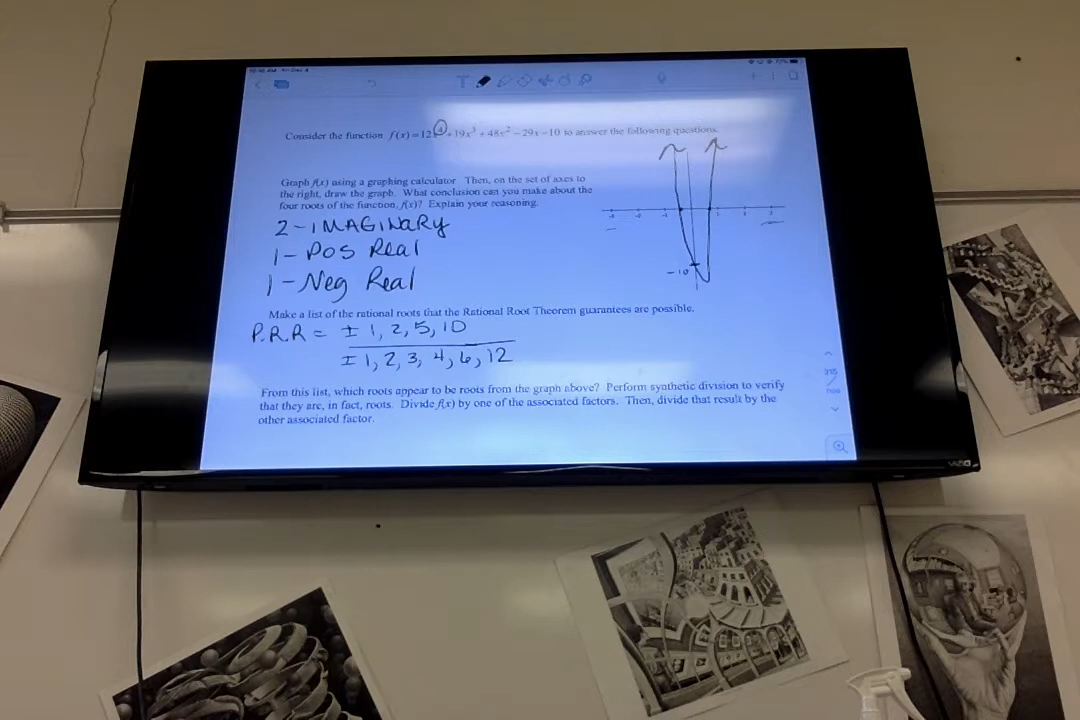 Consider the function f(x) = 12x⁴ + 19x³ + 48x² − 29x − 10 to answer the following questions.
Graph f(x) using a graphing calculator. Then, on the set of axes to
the right, draw the graph. What conclusion can you make about the
four roots of the function, f(x)? Explain your reasoning.
2-IMAGINARY
1- Pos Real
1- Neg Real
-10
Make a list of the rational roots that the Rational Root Theorem guarantees are possible.
P.R.R = ± 1, 2, 5, 10
± 1, 2, 3, 4, 6, 12
From this list, which roots appear to be roots from the graph above? Perform synthetic division to verify
that they are, in fact, roots. Divide f(x) by one of the associated factors. Then, divide that result by the
other associated factor.
VIZIO